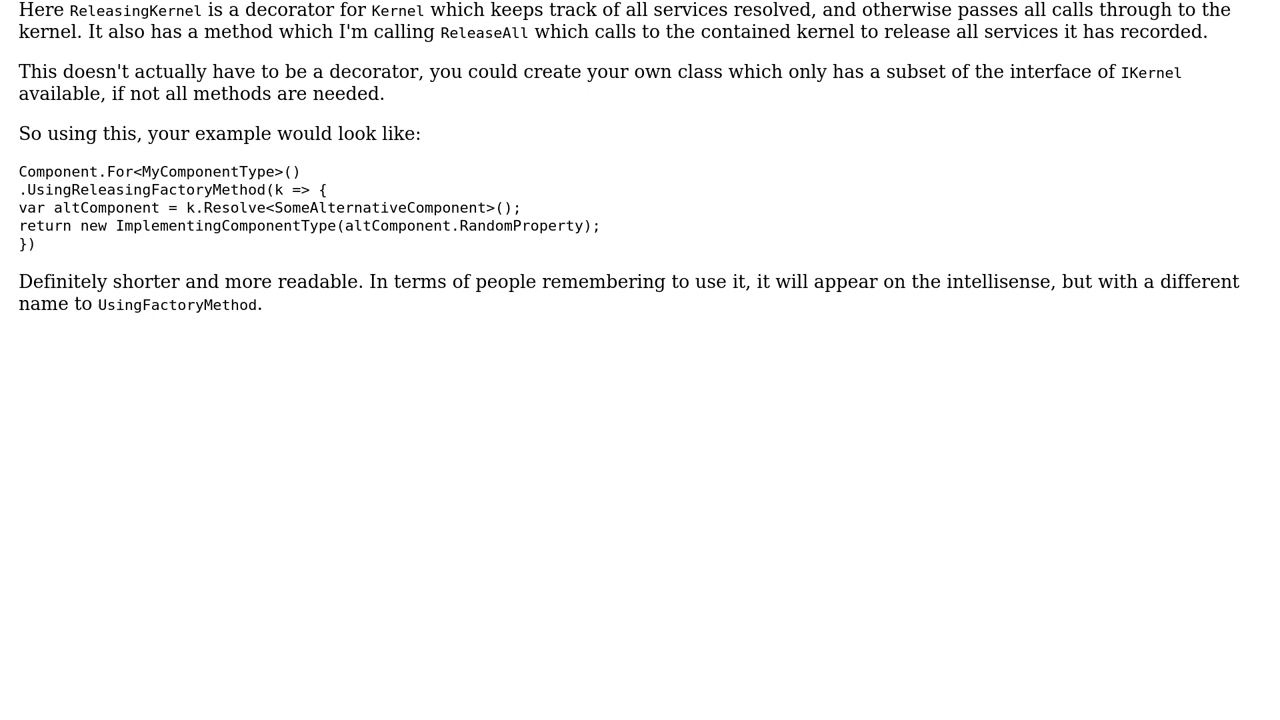 Here ReleasingKernel is a decorator for Kernel which keeps track of all services resolved, and otherwise passes all calls through to the
kernel. It also has a method which I'm calling ReleaseAll which calls to the contained kernel to release all services it has recorded.
This doesn't actually have to be a decorator, you could create your own class which only has a subset of the interface of IKernel
available, if not all methods are needed.
So using this, your example would look like:
Component.For<MyComponentType>()
.UsingReleasingFactoryMethod(k => {
var altComponent = k.Resolve<SomeAlternativeComponent>();
return new ImplementingComponentType(altComponent.RandomProperty);
})
Definitely shorter and more readable. In terms of people remembering to use it, it will appear on the intellisense, but with a different
name to UsingFactoryMethod.